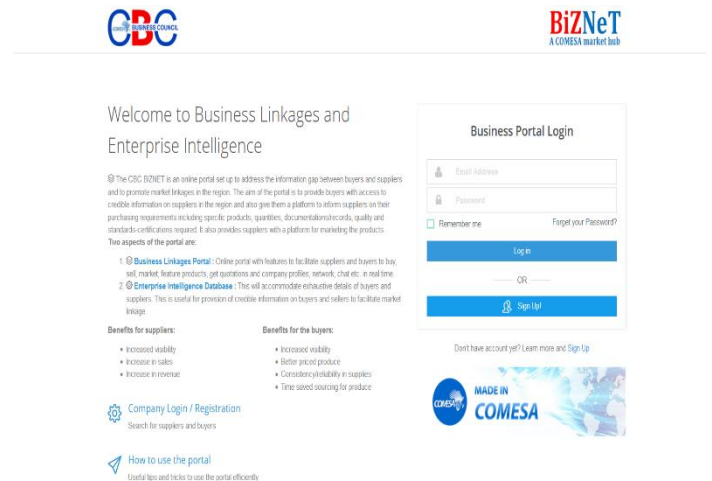 COMESA BUSINESS COUNCIL
CBC
BiZNeT
A COMESA market hub
Welcome to Business Linkages and
Enterprise Intelligence
The CBC BIZNET is an online portal set up to address the information gap between buyers and suppliers
and to promote market linkages in the region. The aim of the portal is to provide buyers with access to
credible information on suppliers in the region and also give them a platform to inform suppliers on their
purchasing requirements including specific products, quantities, documentations/records, quality and
standards-certifications required. It also provides suppliers with a platform for marketing the products.
Two aspects of the portal are:
1. Business Linkages Portal : Online portal with features to facilitate suppliers and buyers to buy,
sell, market, feature products, get quotations and company profiles, network, chat etc. in real time.
2. Enterprise Intelligence Database : This will accommodate exhaustive details of buyers and
suppliers. This is useful for provision of credible information on buyers and sellers to facilitate market
linkage.
Benefits for suppliers:
• Increased visibility
• Increase in sales
• Increase in revenue
Benefits for the buyers:
• Increased visibility
• Better priced produce
• Consistency/reliability in supplies
• Time saved sourcing for produce
Company Login / Registration
Search for suppliers and buyers
How to use the portal
Useful tips and tricks to use the portal efficiently
Business Portal Login
Email Address
Password
Remember me
Forget your Password?
Log in
OR
Sign Up!
Don't have account yet? Learn more and Sign Up
COMESA
MADE IN
COMESA